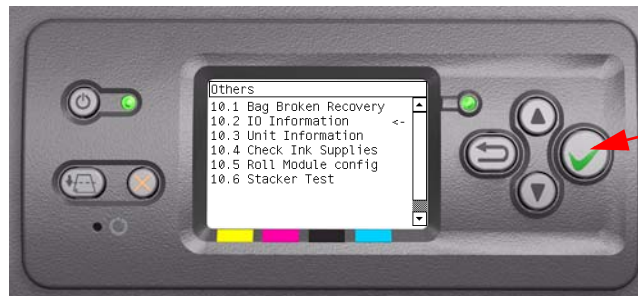 Others
10.1 Bag Broken Recovery
10.2 IO Information <-
10.3 Unit Information
10.4 Check Ink Supplies
10.5 Roll Module config
10.6 Stacker Test